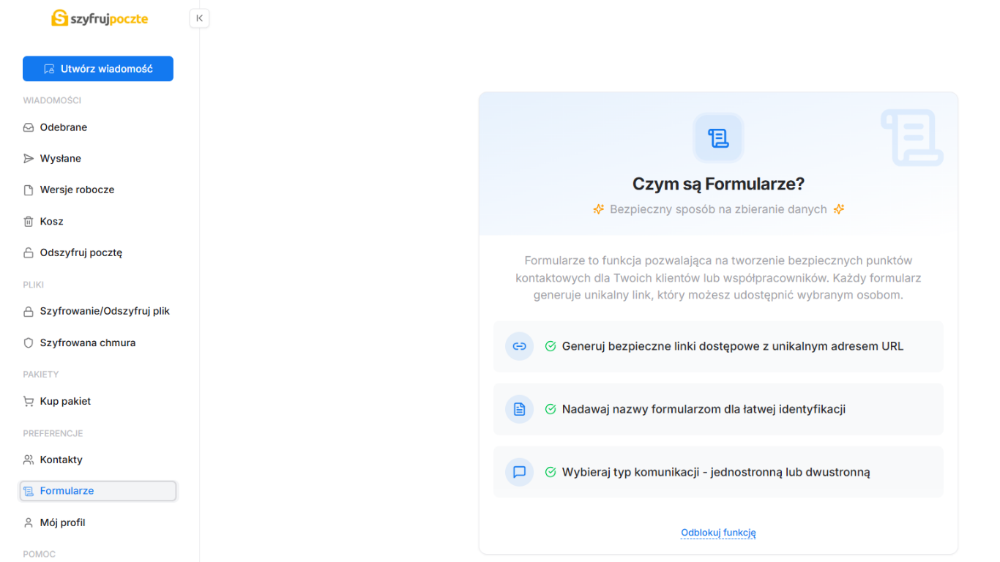 szyfrujpoczte
Utwórz wiadomość
WIADOMOŚCI
Odebrane
Wysłane
Wersje robocze
Kosz
Odszyfruj pocztę
PLIKI
Szyfrowanie/Odszyfruj plik
Szyfrowana chmura
PAKIETY
Kup pakiet
PREFERENCJE
Kontakty
Formularze
Mój profil
POMOC
Czym są Formularze?
Bezpieczny sposób na zbieranie danych
Formularze to funkcja pozwalająca na tworzenie bezpiecznych punktów
kontaktowych dla Twoich klientów lub współpracowników. Każdy formularz
generuje unikalny link, który możesz udostępnić wybranym osobom.
Generuj bezpieczne linki dostępowe z unikalnym adresem URL
Nadawaj nazwy formularzom dla łatwej identyfikacji
Wybieraj typ komunikacji - jednostronną lub dwustronną
Odblokuj funkcję